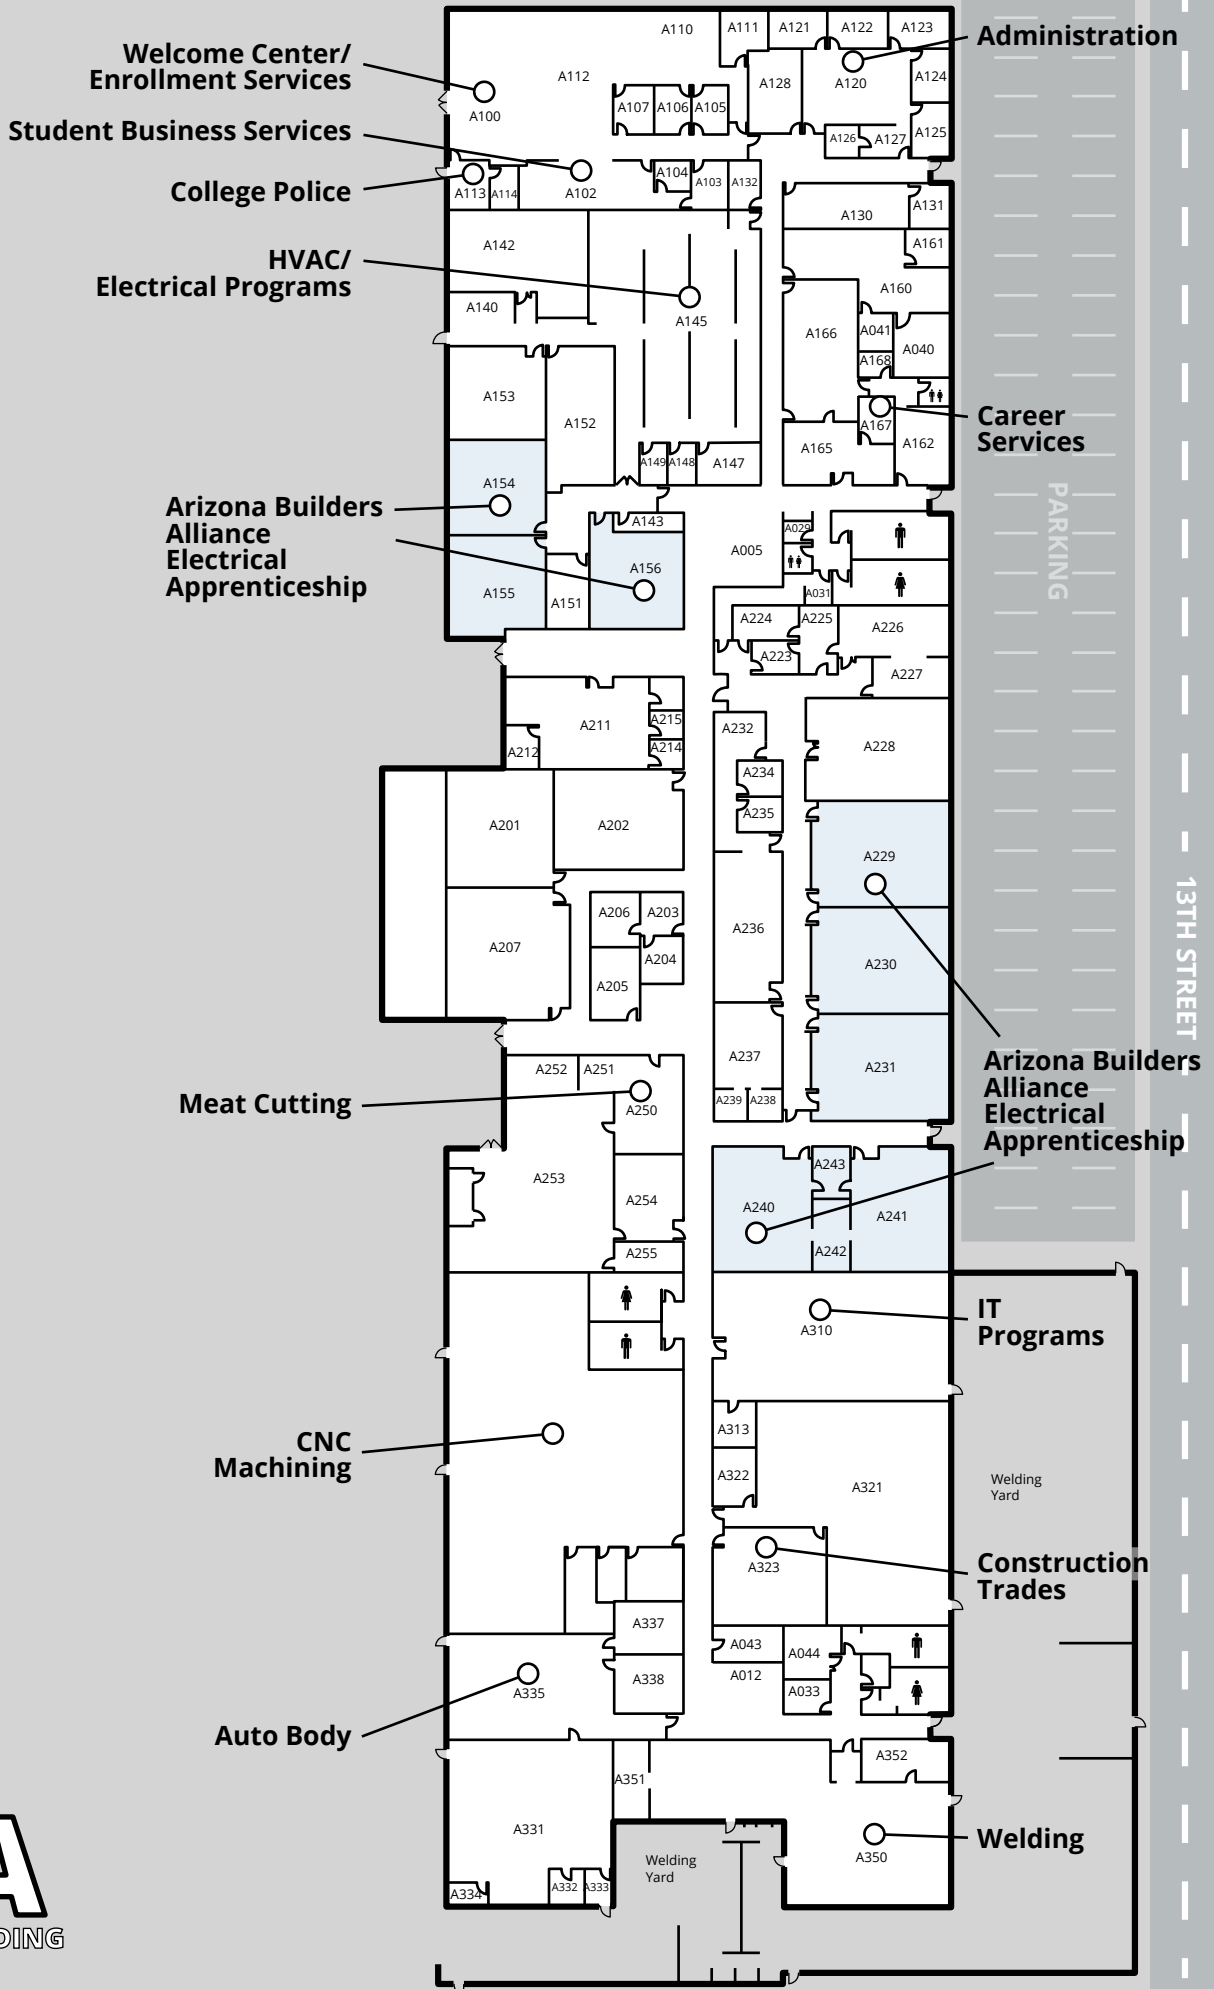 A110
A111
A121
A122
A123
Administration
Welcome Center/
Enrollment Services
A112
A128
A120
A124
A100
A107
A106
A105
Student Business Services
A126
A127
A125
College Police
A113
A114
A102
A104
A103
A132
A130
A131
A142
A161
HVAC/
Electrical Programs
A160
A140
A145
A166
A041
A040
A168
A153
A152
A167
Career
Services
A165
A162
A149
A148
A147
A154
PARKING
Arizona Builders
Alliance
Electrical
Apprenticeship
A143
A029
A005
A156
A155
A151
A031
A224
A225
A226
A223
A227
A215
A211
A232
A212
A214
A228
A234
A235
A201
A202
A229
13TH STREET
A206
A203
A236
A207
A204
A230
A205
A252
A251
A237
A231
Arizona Builders
Alliance
Electrical
Apprenticeship
Meat Cutting
A250
A239
A238
A253
A243
A254
A240
A241
A255
A242
IT
Programs
A310
A313
CNC
Machining
A322
A321
Welding
Yard
A323
Construction
Trades
A337
A043
A044
A338
A012
A335
A033
Auto Body
A352
A351
A331
Welding
A350
Welding
Yard
A334
A332
A333
A
DING